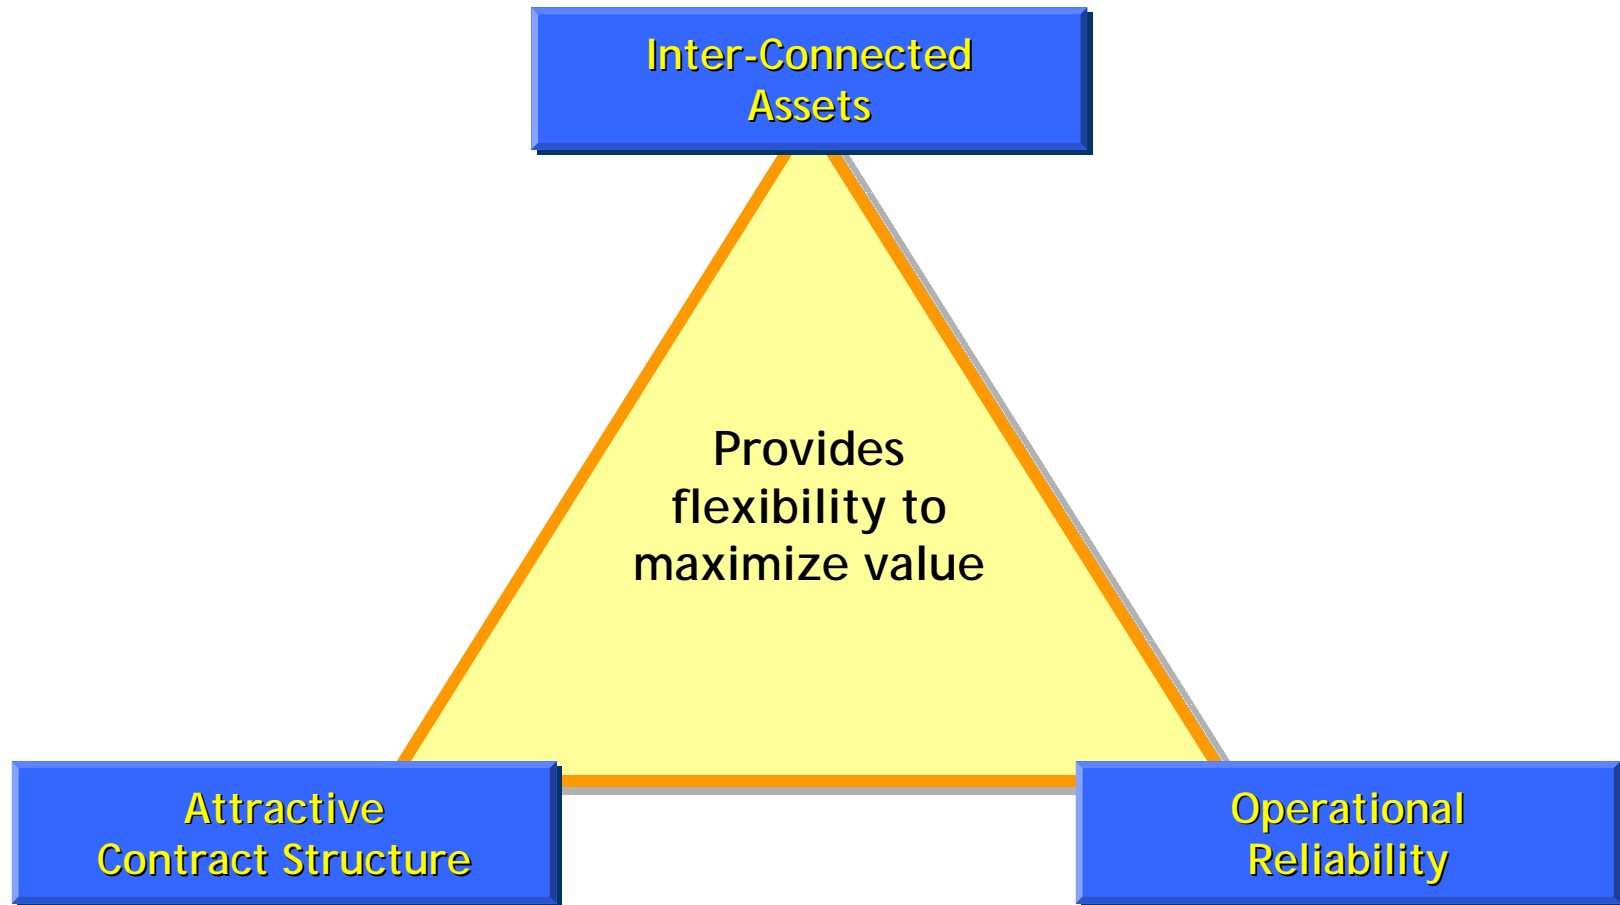 Inter-Connected
Assets
Provides
flexibility to
maximize value
Attractive
Contract Structure
Operational
Reliability